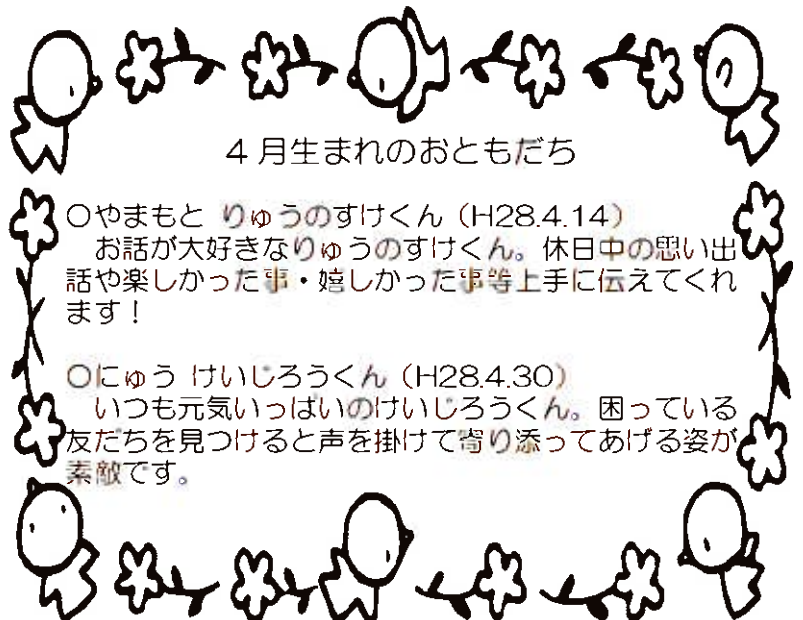 4月生まれのおともだち
〇やまもと りゅうのすけくん（H28.4.14）
お話が大好きなりゅうのすけくん。休日中の思い出
話や楽しかった事・嬉しかった事等上手に伝えてくれ
ます！
〇にゅう けいじろうくん（H28.4.30）
いつも元気いっぱいのけいじろうくん。困っている
友だちを見つけると声を掛けて寄り添ってあげる姿が
素敵です。